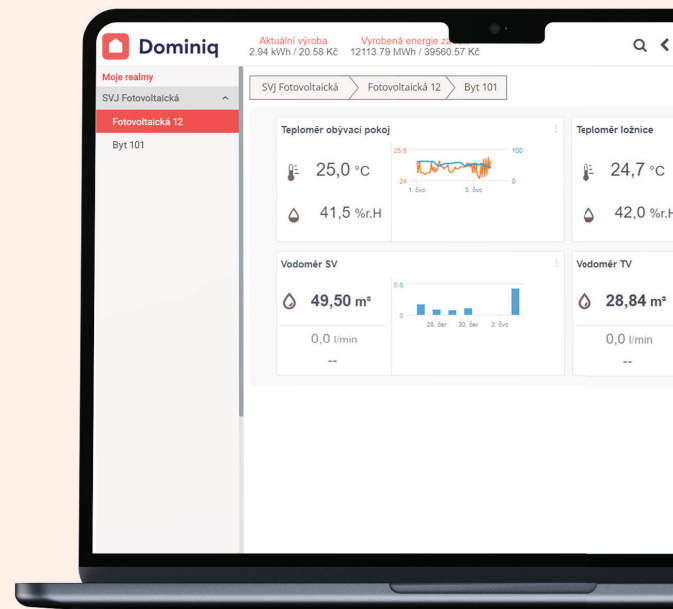 Dominiq
Aktuální výroba
2.94 kWh / 20.58 Kč
Vyrobená energie za
12113.79 MWh / 39560.57 Kč
Moje realmy
SVJ Fotovoltaická
Fotovoltaická 12
Byt 101
SVJ Fotovoltaická
Fotovoltaická 12
Byt 101
Teploměr obývací pokoj
25,0 °C
41,5 %r.H
25.6
100
24
0
1. čvc
3. čvc
Teploměr ložnice
24,7 °C
42,0 %r.H
Vodoměr SV
49,50 m³
0,0 l/min
--
0.6
0
28. čer
30. čer
2. čvc
Vodoměr TV
28,84 m³
0,0 l/min
--